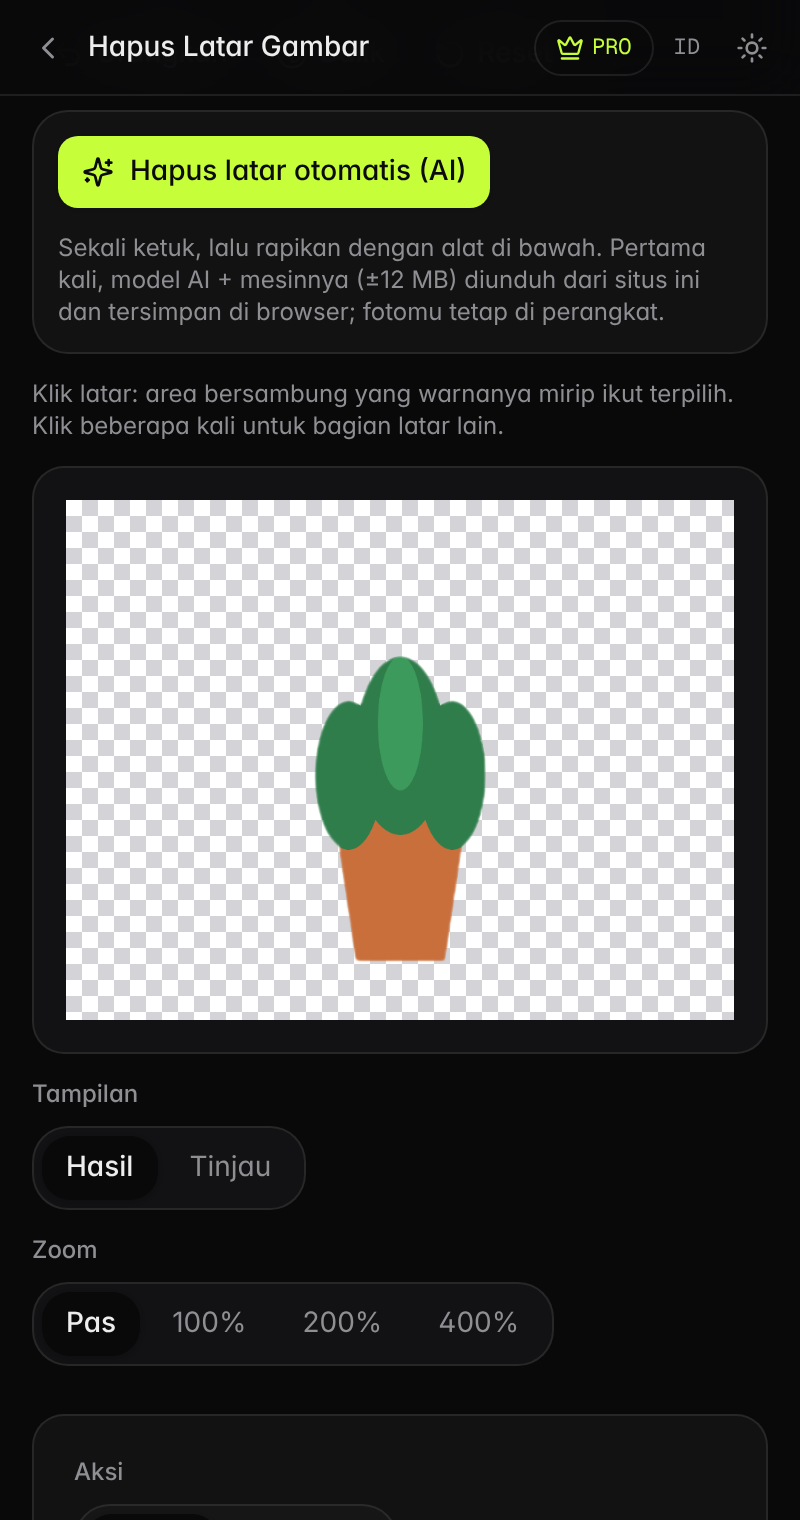 Hapus Latar Gambar
PRO
ID
Hapus latar otomatis (AI)
Sekali ketuk, lalu rapikan dengan alat di bawah. Pertama
kali, model AI + mesinnya (±12 MB) diunduh dari situs ini
dan tersimpan di browser; fotomu tetap di perangkat.
Klik latar: area bersambung yang warnanya mirip ikut terpilih.
Klik beberapa kali untuk bagian latar lain.
Tampilan
Hasil
Tinjau
Zoom
Pas
100%
200%
400%
Aksi